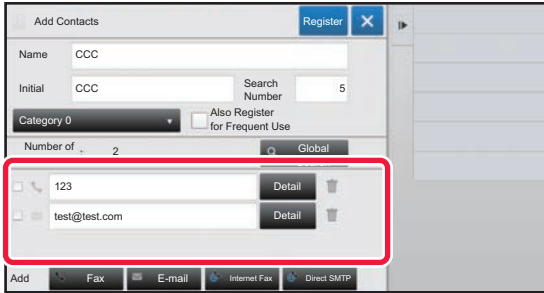 Add Contacts Register
Name CCC
Initial CCC Search Number 5
Category 0 Also Register for Frequent Use
Number of 2 Global
123 Detail
test@test.com Detail
Add Fax E-mail Internet Fax Direct SMTP